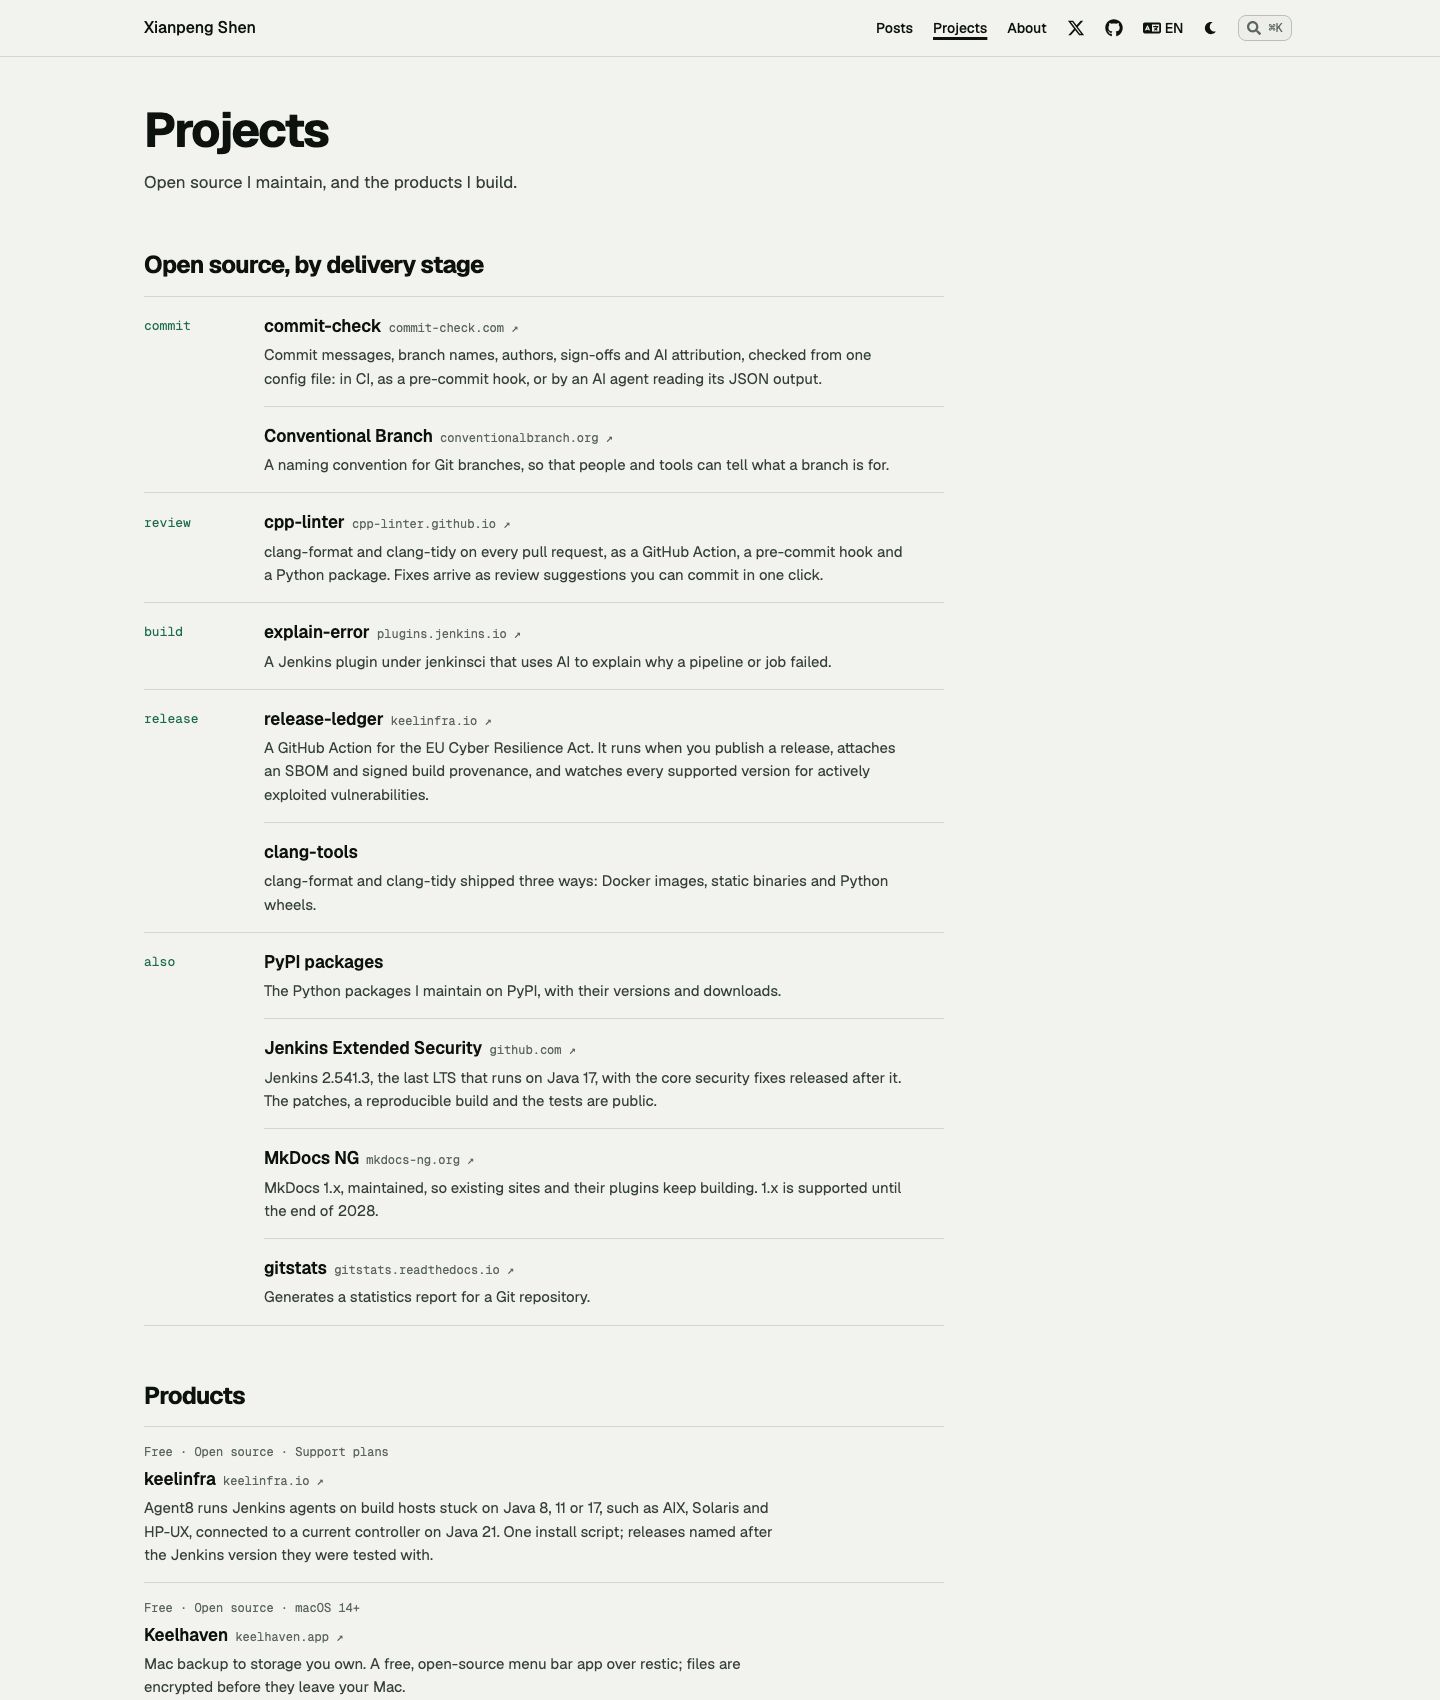 Xianpeng Shen
Posts Projects About EN ⌘K
Projects
Open source I maintain, and the products I build.
Open source, by delivery stage
commit
commit-check commit-check.com ↗
Commit messages, branch names, authors, sign-offs and AI attribution, checked from one
config file: in CI, as a pre-commit hook, or by an AI agent reading its JSON output.
Conventional Branch conventionalbranch.org ↗
A naming convention for Git branches, so that people and tools can tell what a branch is for.
review
cpp-linter cpp-linter.github.io ↗
clang-format and clang-tidy on every pull request, as a GitHub Action, a pre-commit hook and
a Python package. Fixes arrive as review suggestions you can commit in one click.
build
explain-error plugins.jenkins.io ↗
A Jenkins plugin under jenkinsci that uses AI to explain why a pipeline or job failed.
release
release-ledger keelinfra.io ↗
A GitHub Action for the EU Cyber Resilience Act. It runs when you publish a release, attaches
an SBOM and signed build provenance, and watches every supported version for actively
exploited vulnerabilities.
clang-tools
clang-format and clang-tidy shipped three ways: Docker images, static binaries and Python
wheels.
also
PyPI packages
The Python packages I maintain on PyPI, with their versions and downloads.
Jenkins Extended Security github.com ↗
Jenkins 2.541.3, the last LTS that runs on Java 17, with the core security fixes released after it.
The patches, a reproducible build and the tests are public.
MkDocs NG mkdocs-ng.org ↗
MkDocs 1.x, maintained, so existing sites and their plugins keep building. 1.x is supported until
the end of 2028.
gitstats gitstats.readthedocs.io ↗
Generates a statistics report for a Git repository.
Products
Free · Open source · Support plans
keelinfra keelinfra.io ↗
Agent8 runs Jenkins agents on build hosts stuck on Java 8, 11 or 17, such as AIX, Solaris and
HP-UX, connected to a current controller on Java 21. One install script; releases named after
the Jenkins version they were tested with.
Free · Open source · macOS 14+
Keelhaven keelhaven.app ↗
Mac backup to storage you own. A free, open-source menu bar app over restic; files are
encrypted before they leave your Mac.